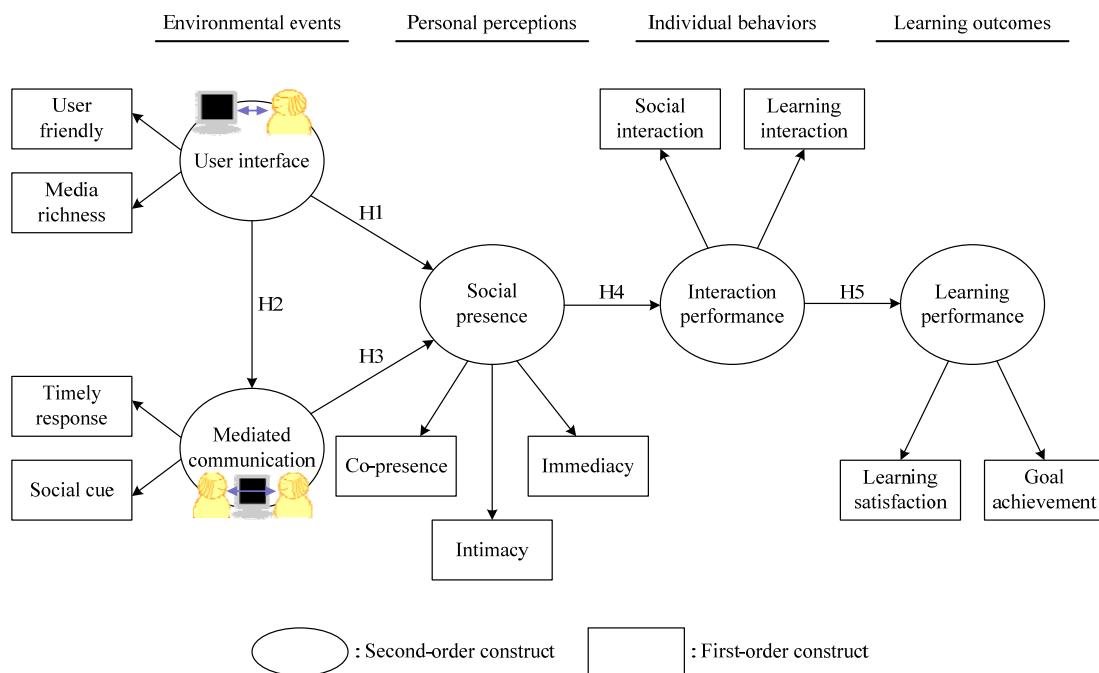 Environmental events
Personal perceptions
Individual behaviors
Learning outcomes
User
friendly
Media
richness
User interface
Social
interaction
Learning
interaction
H1
H2
H3
Social
presence
H4
Interaction
performance
H5
Learning
performance
Timely
response
Social cue
Mediated
communication
Co-presence
Immediacy
Intimacy
Learning
satisfaction
Goal
achievement
: Second-order construct
: First-order construct